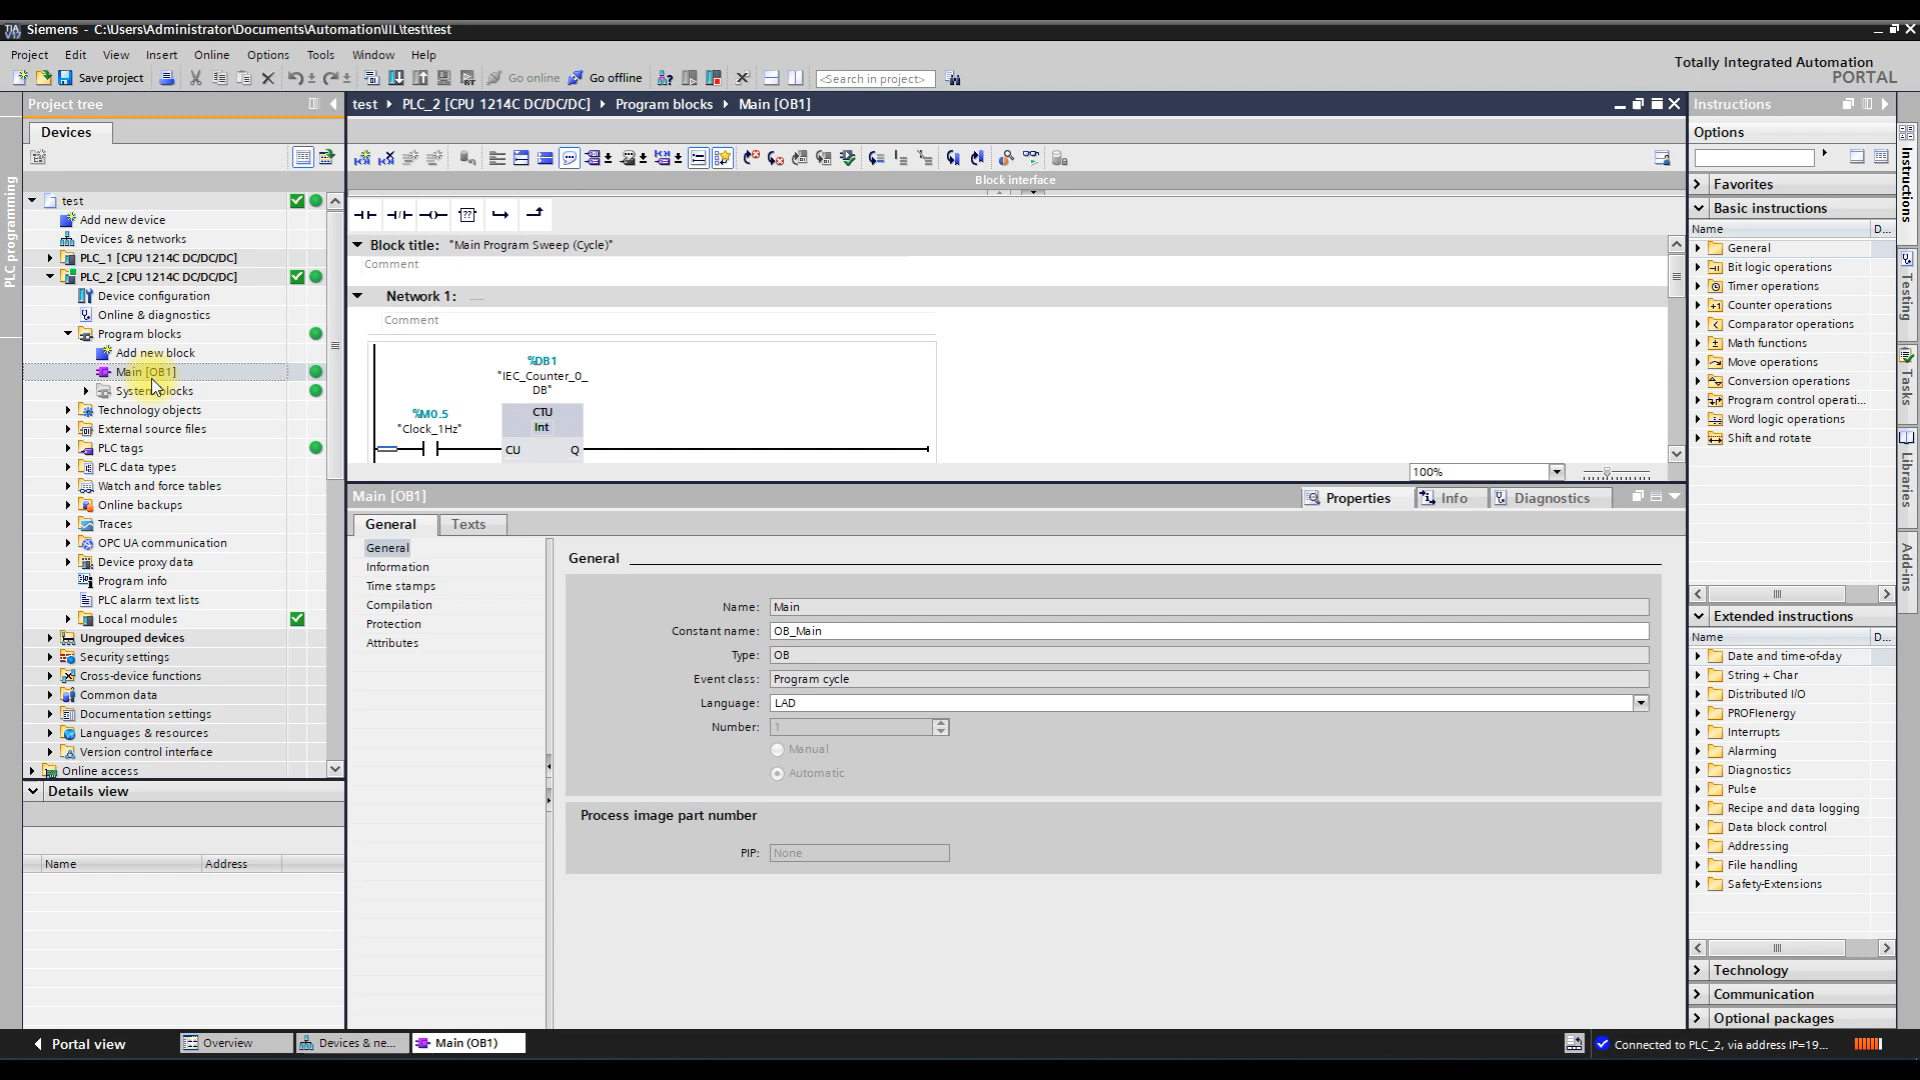 Siemens - C:\Users\Administrator\Documents\Automation\IIL\test\test
Project Edit View Insert Online Options Tools Window Help
Totally Integrated Automation
PORTAL
Save project
Go online
Go offline
<Search in project>
Project tree
test PLC_2 [CPU 1214C DC/DC/DC] Program blocks Main [OB1]
Instructions
Devices
Options
PLC programming
Block interface
test
Add new device
Devices & networks
PLC_1 [CPU 1214C DC/DC/DC]
PLC_2 [CPU 1214C DC/DC/DC]
Device configuration
Online & diagnostics
Program blocks
Add new block
Main [OB1]
System blocks
Technology objects
External source files
PLC tags
PLC data types
Watch and force tables
Online backups
Traces
OPC UA communication
Device proxy data
Program info
PLC alarm text lists
Local modules
Ungrouped devices
Security settings
Cross-device functions
Common data
Documentation settings
Languages & resources
Version control interface
Online access
Details view
Name Address
Block title: "Main Program Sweep (Cycle)"
Comment
Network 1: .....
Comment
%DB1
"IEC_Counter_0_
DB"
CTU
Int
%M0.5
"Clock_1Hz"
CU Q
100%
Main [OB1]
Properties Info Diagnostics
General Texts
General
Information
Time stamps
Compilation
Protection
Attributes
General
Name: Main
Constant name: OB_Main
Type: OB
Event class: Program cycle
Language: LAD
Number: 1
Manual
Automatic
Process image part number
PIP: None
Favorites
Basic instructions
Name D...
General
Bit logic operations
Timer operations
Counter operations
Comparator operations
Math functions
Move operations
Conversion operations
Program control operati...
Word logic operations
Shift and rotate
Extended instructions
Name D...
Date and time-of-day
String + Char
Distributed I/O
PROFIenergy
Interrupts
Alarming
Diagnostics
Pulse
Recipe and data logging
Data block control
Addressing
File handling
Safety-Extensions
Technology
Communication
Optional packages
Instructions
Testing
Tasks
Libraries
Add-ins
Portal view
Overview
Devices & ne...
Main (OB1)
Connected to PLC_2, via address IP=19...